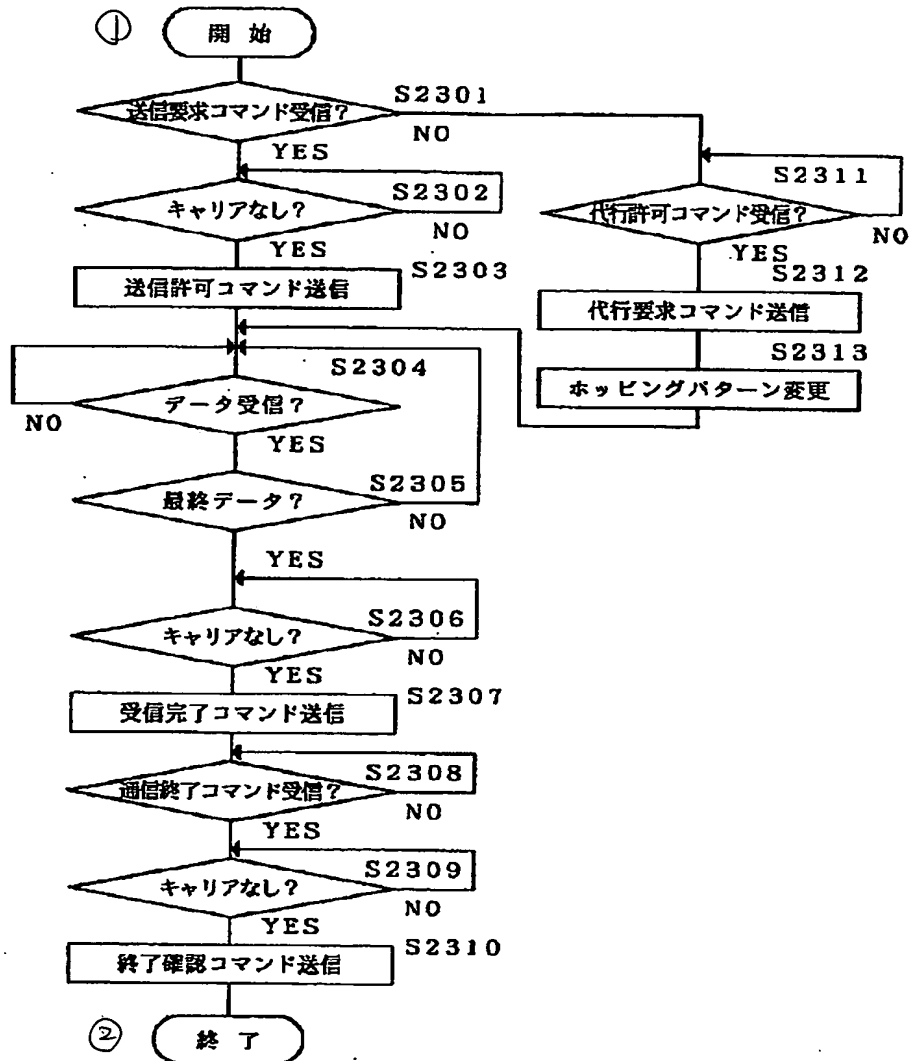 ①
開始
送信要求コマンド受信?
S2301
NO
YES
キャリアなし?
S2302
NO
YES
送信許可コマンド送信
S2303
代行許可コマンド受信?
S2311
NO
YES
代行要求コマンド送信
S2312
ホッピングパターン変更
S2313
データ受信?
S2304
NO
YES
最終データ?
S2305
NO
YES
キャリアなし?
S2306
NO
YES
受信完了コマンド送信
S2307
通信終了コマンド受信?
S2308
NO
YES
キャリアなし?
S2309
NO
YES
終了確認コマンド送信
S2310
②
終了